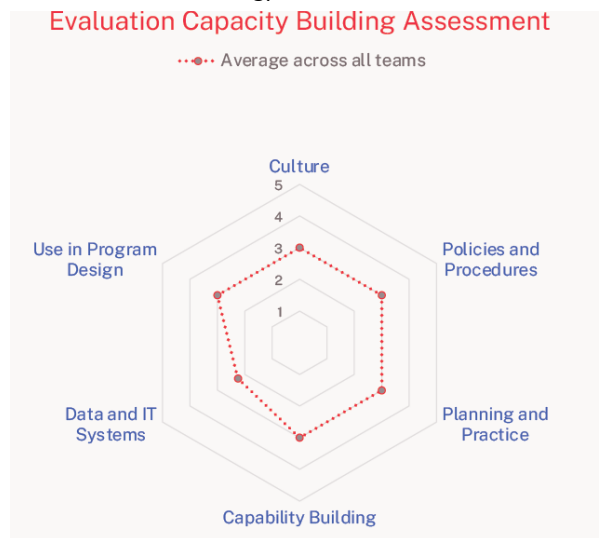 Evaluation Capacity Building Assessment
Average across all teams
Culture
5
4
3
2
1
Use in Program
Design
Policies and
Procedures
Data and IT
Systems
Planning and
Practice
Capability Building